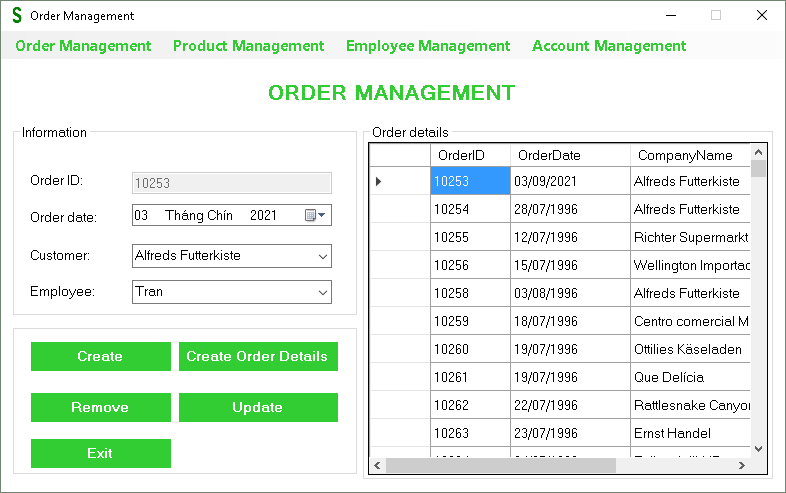 S Order Management
Order Management Product Management Employee Management Account Management
ORDER MANAGEMENT
Information
Order ID: 10253
Order date: 03 Tháng Chín 2021
Customer: Alfreds Futterkiste
Employee: Tran
Create Create Order Details
Remove Update
Exit
Order details
OrderID OrderDate CompanyName
10253 03/09/2021 Alfreds Futterkiste
10254 28/07/1996 Alfreds Futterkiste
10255 12/07/1996 Richter Supermarkt
10256 15/07/1996 Wellington Importac
10258 03/08/1996 Alfreds Futterkiste
10259 18/07/1996 Centro comercial M
10260 19/07/1996 Ottilies Käseladen
10261 19/07/1996 Que Delícia
10262 22/07/1996 Rattlesnake Canyon
10263 23/07/1996 Ernst Handel